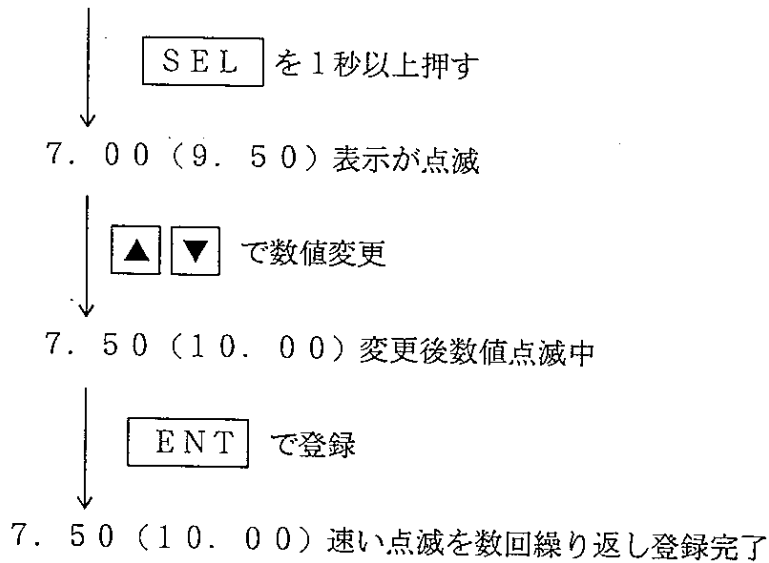 SEL を1秒以上押す
7.00(9.50)表示が点滅
▲ ▼ で数値変更
7.50(10.00)変更後数値点滅中
ENT で登録
7.50(10.00)速い点滅を数回繰り返し登録完了